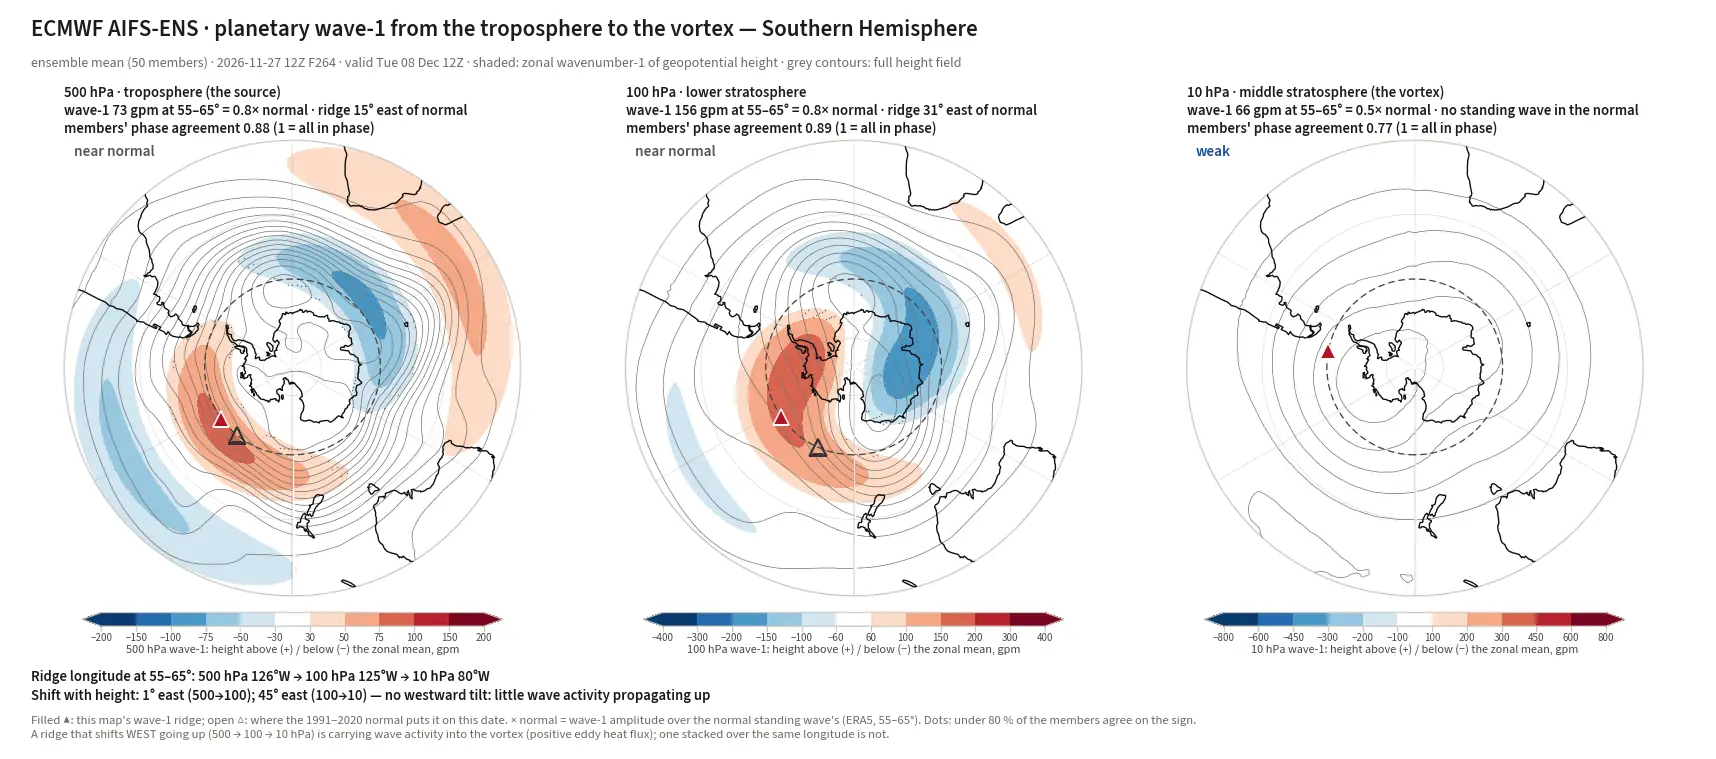 ECMWF AIFS-ENS · planetary wave-1 from the troposphere to the vortex — Southern Hemisphere
ensemble mean (50 members) · 2026-11-27 12Z F264 · valid Tue 08 Dec 12Z · shaded: zonal wavenumber-1 of geopotential height · grey contours: full height field
500 hPa · troposphere (the source)
wave-1 73 gpm at 55–65° = 0.8× normal · ridge 15° east of normal
members' phase agreement 0.88 (1 = all in phase)
near normal
100 hPa · lower stratosphere
wave-1 156 gpm at 55–65° = 0.8× normal · ridge 31° east of normal
members' phase agreement 0.89 (1 = all in phase)
near normal
10 hPa · middle stratosphere (the vortex)
wave-1 66 gpm at 55–65° = 0.5× normal · no standing wave in the normal
members' phase agreement 0.77 (1 = all in phase)
weak
−200 −150 −100 −75 −50 −30 30 50 75 100 150 200
500 hPa wave-1: height above (+) / below (−) the zonal mean, gpm
−400 −300 −200 −150 −100 −60 60 100 150 200 300 400
100 hPa wave-1: height above (+) / below (−) the zonal mean, gpm
−800 −600 −450 −300 −200 −100 100 200 300 450 600 800
10 hPa wave-1: height above (+) / below (−) the zonal mean, gpm
Ridge longitude at 55–65°: 500 hPa 126°W → 100 hPa 125°W → 10 hPa 80°W
Shift with height: 1° east (500→100); 45° east (100→10) — no westward tilt: little wave activity propagating up
Filled ▲: this map's wave-1 ridge; open △: where the 1991–2020 normal puts it on this date. × normal = wave-1 amplitude over the normal standing wave's (ERA5, 55–65°). Dots: under 80 % of the members agree on the sign.
A ridge that shifts WEST going up (500 → 100 → 10 hPa) is carrying wave activity into the vortex (positive eddy heat flux); one stacked over the same longitude is not.